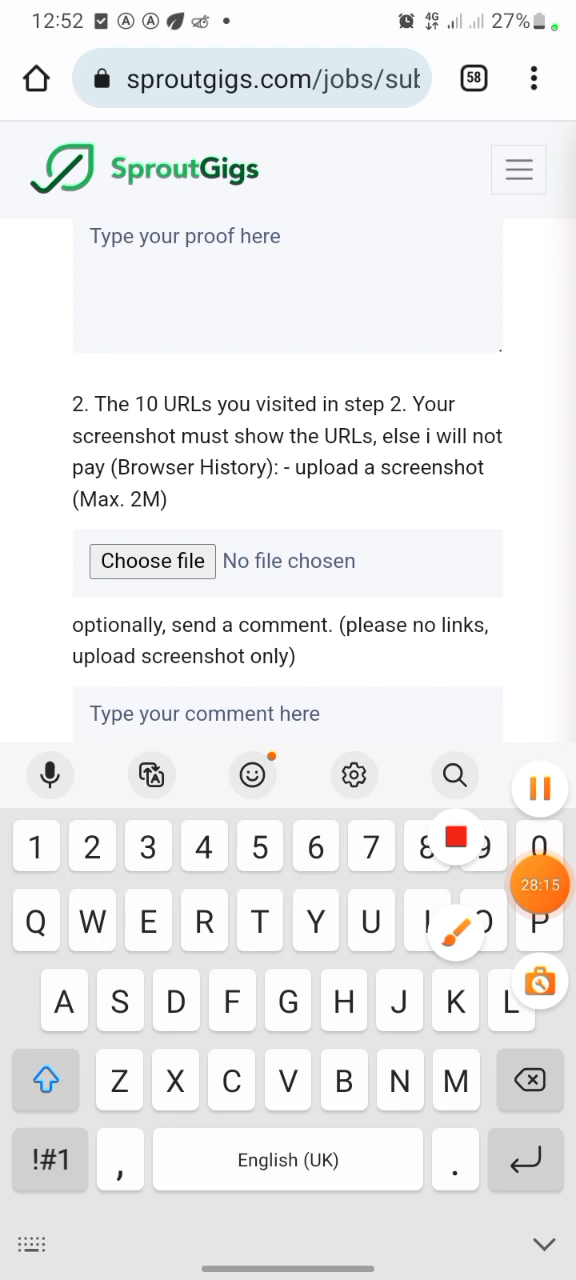 12:52 4G 27%
sproutgigs.com/jobs/sub 58
SproutGigs
Type your proof here
2. The 10 URLs you visited in step 2. Your
screenshot must show the URLs, else i will not
pay (Browser History): - upload a screenshot
(Max. 2M)
Choose file No file chosen
optionally, send a comment. (please no links,
upload screenshot only)
Type your comment here
1 2 3 4 5 6 7 8 9 0
28:15
Q W E R T Y U I O P
A S D F G H J K L
Z X C V B N M
!#1 , English (UK) .